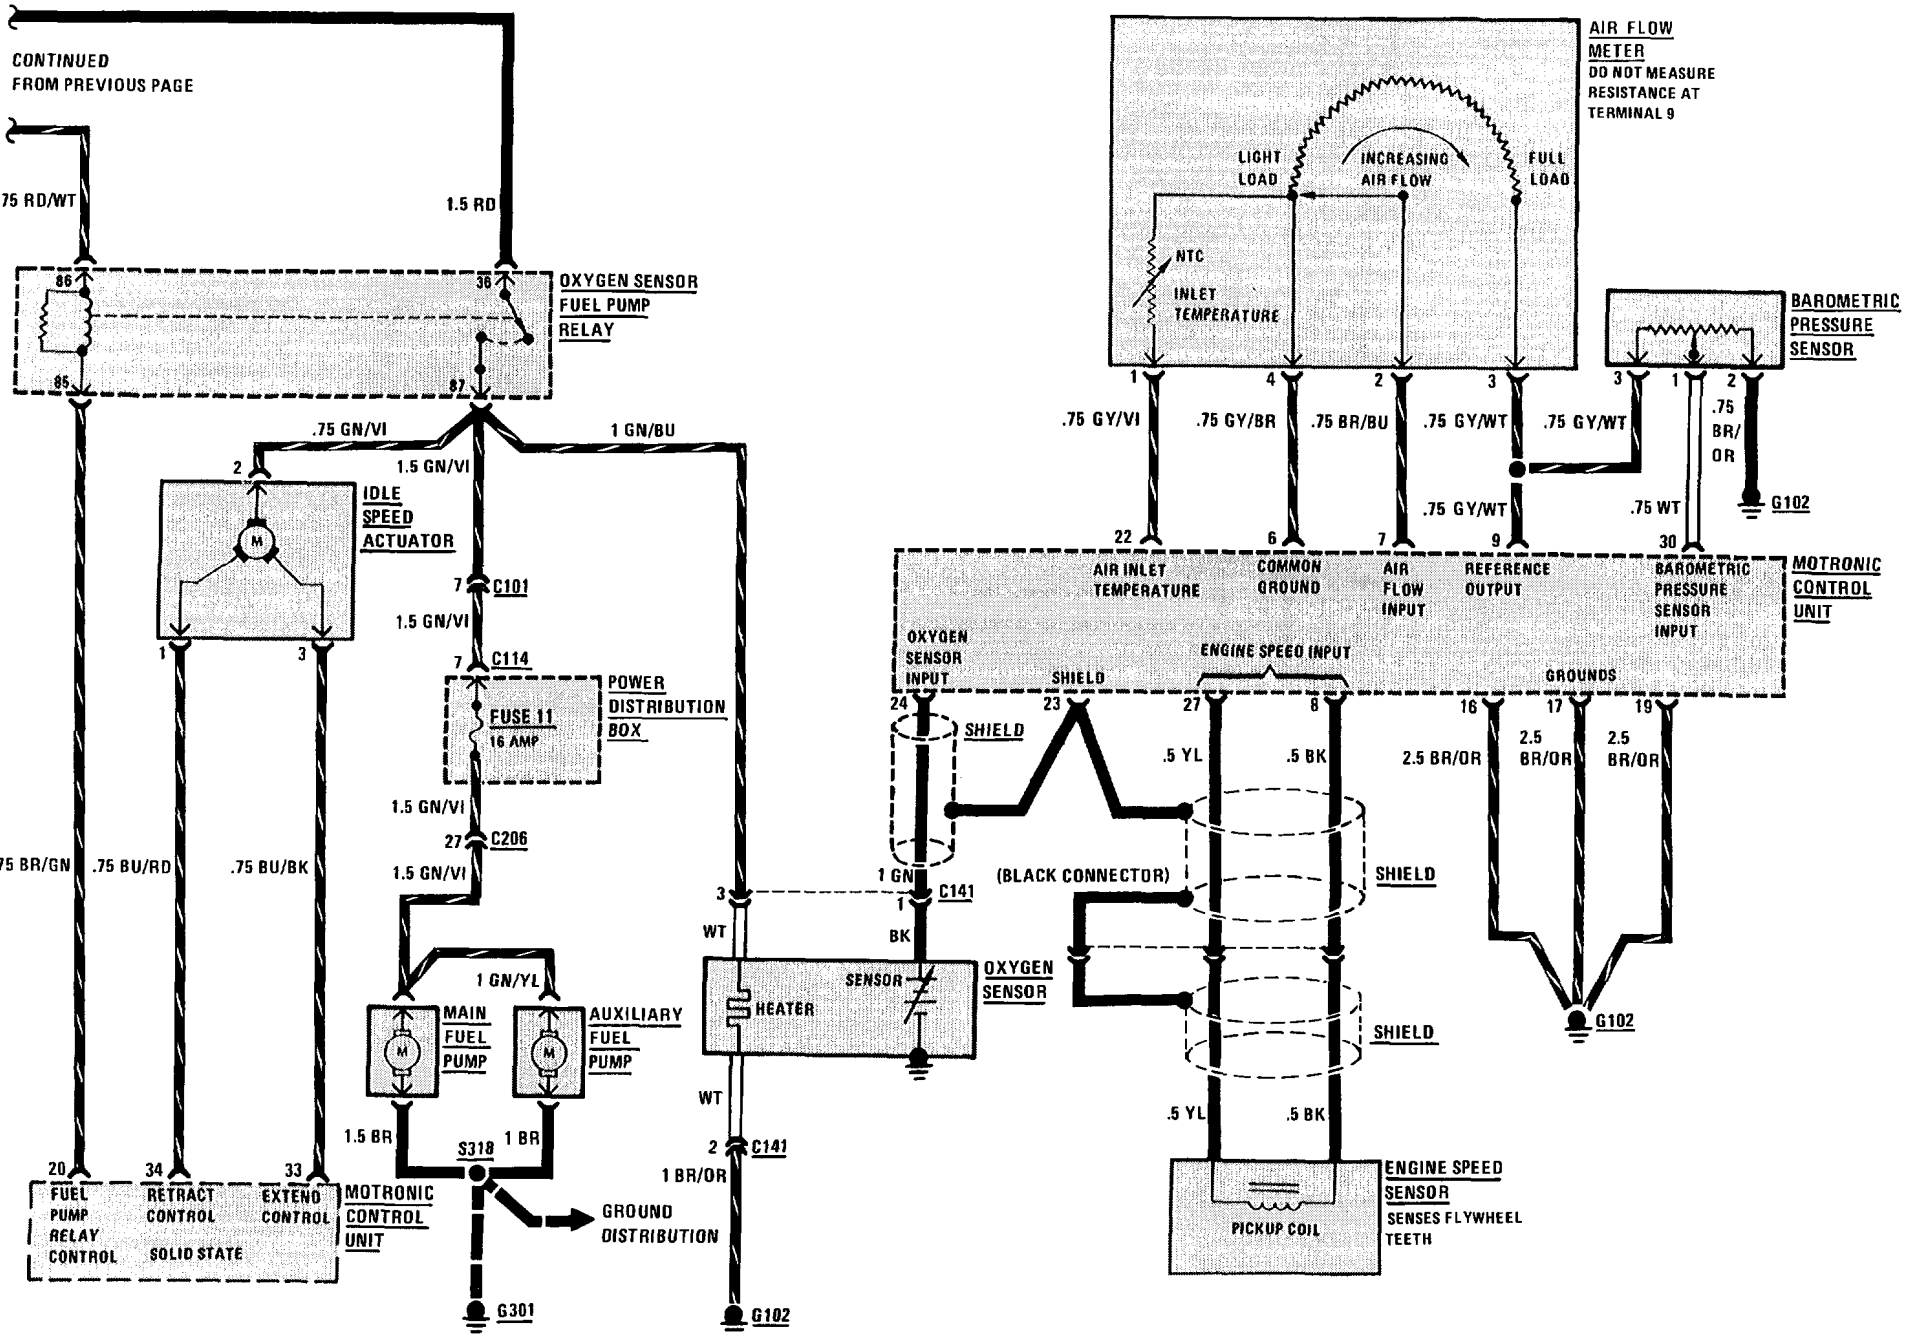 CONTINUED
FROM PREVIOUS PAGE
75 RD/WT
1.5 RD
86
36
OXYGEN SENSOR
FUEL PUMP
RELAY
85
87
.75 GN/VI
1 GN/BU
1.5 GN/VI
2
IDLE
SPEED
ACTUATOR
M
1
3
7
C101
1.5 GN/VI
7
C114
FUSE 11
16 AMP
POWER
DISTRIBUTION
BOX
1.5 GN/VI
27
C206
1.5 GN/VI
75 BR/GN
.75 BU/RD
.75 BU/BK
1 GN/YL
M
MAIN
FUEL
PUMP
M
AUXILIARY
FUEL
PUMP
1.5 BR
1 BR
S318
GROUND
DISTRIBUTION
G301
20
34
33
FUEL
PUMP
RELAY
CONTROL
RETRACT
CONTROL
EXTEND
CONTROL
SOLID STATE
MOTRONIC
CONTROL
UNIT
3
WT
1 GN
C141
1
BK
HEATER
SENSOR
OXYGEN
SENSOR
WT
2
C141
1 BR/OR
G102
AIR FLOW
METER
DO NOT MEASURE
RESISTANCE AT
TERMINAL 9
LIGHT
LOAD
INCREASING
AIR FLOW
FULL
LOAD
NTC
INLET
TEMPERATURE
1
4
2
3
BAROMETRIC
PRESSURE
SENSOR
3
1
2
.75 GY/VI
.75 GY/BR
.75 BR/BU
.75 GY/WT
.75 GY/WT
.75
BR/
OR
.75 GY/WT
.75 WT
G102
22
6
7
9
30
AIR INLET
TEMPERATURE
COMMON
GROUND
AIR
FLOW
INPUT
REFERENCE
OUTPUT
BAROMETRIC
PRESSURE
SENSOR
INPUT
MOTRONIC
CONTROL
UNIT
OXYGEN
SENSOR
INPUT
SHIELD
ENGINE SPEED INPUT
GROUNDS
24
23
27
8
16
17
19
SHIELD
.5 YL
.5 BK
2.5 BR/OR
2.5
BR/OR
2.5
BR/OR
(BLACK CONNECTOR)
SHIELD
G102
SHIELD
.5 YL
.5 BK
PICKUP COIL
ENGINE SPEED
SENSOR
SENSES FLYWHEEL
TEETH